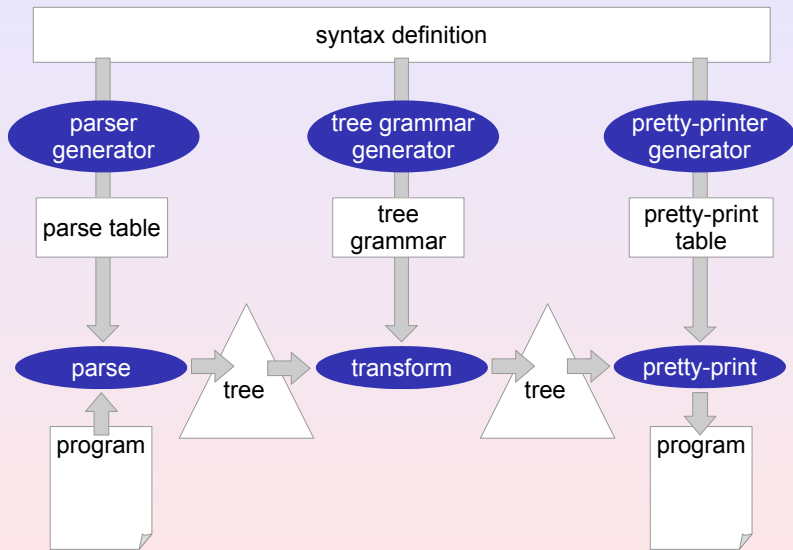 syntax definition
parser
generator
tree grammar
generator
pretty-printer
generator
parse table
tree
grammar
pretty-print
table
parse
tree
transform
tree
pretty-print
program
program